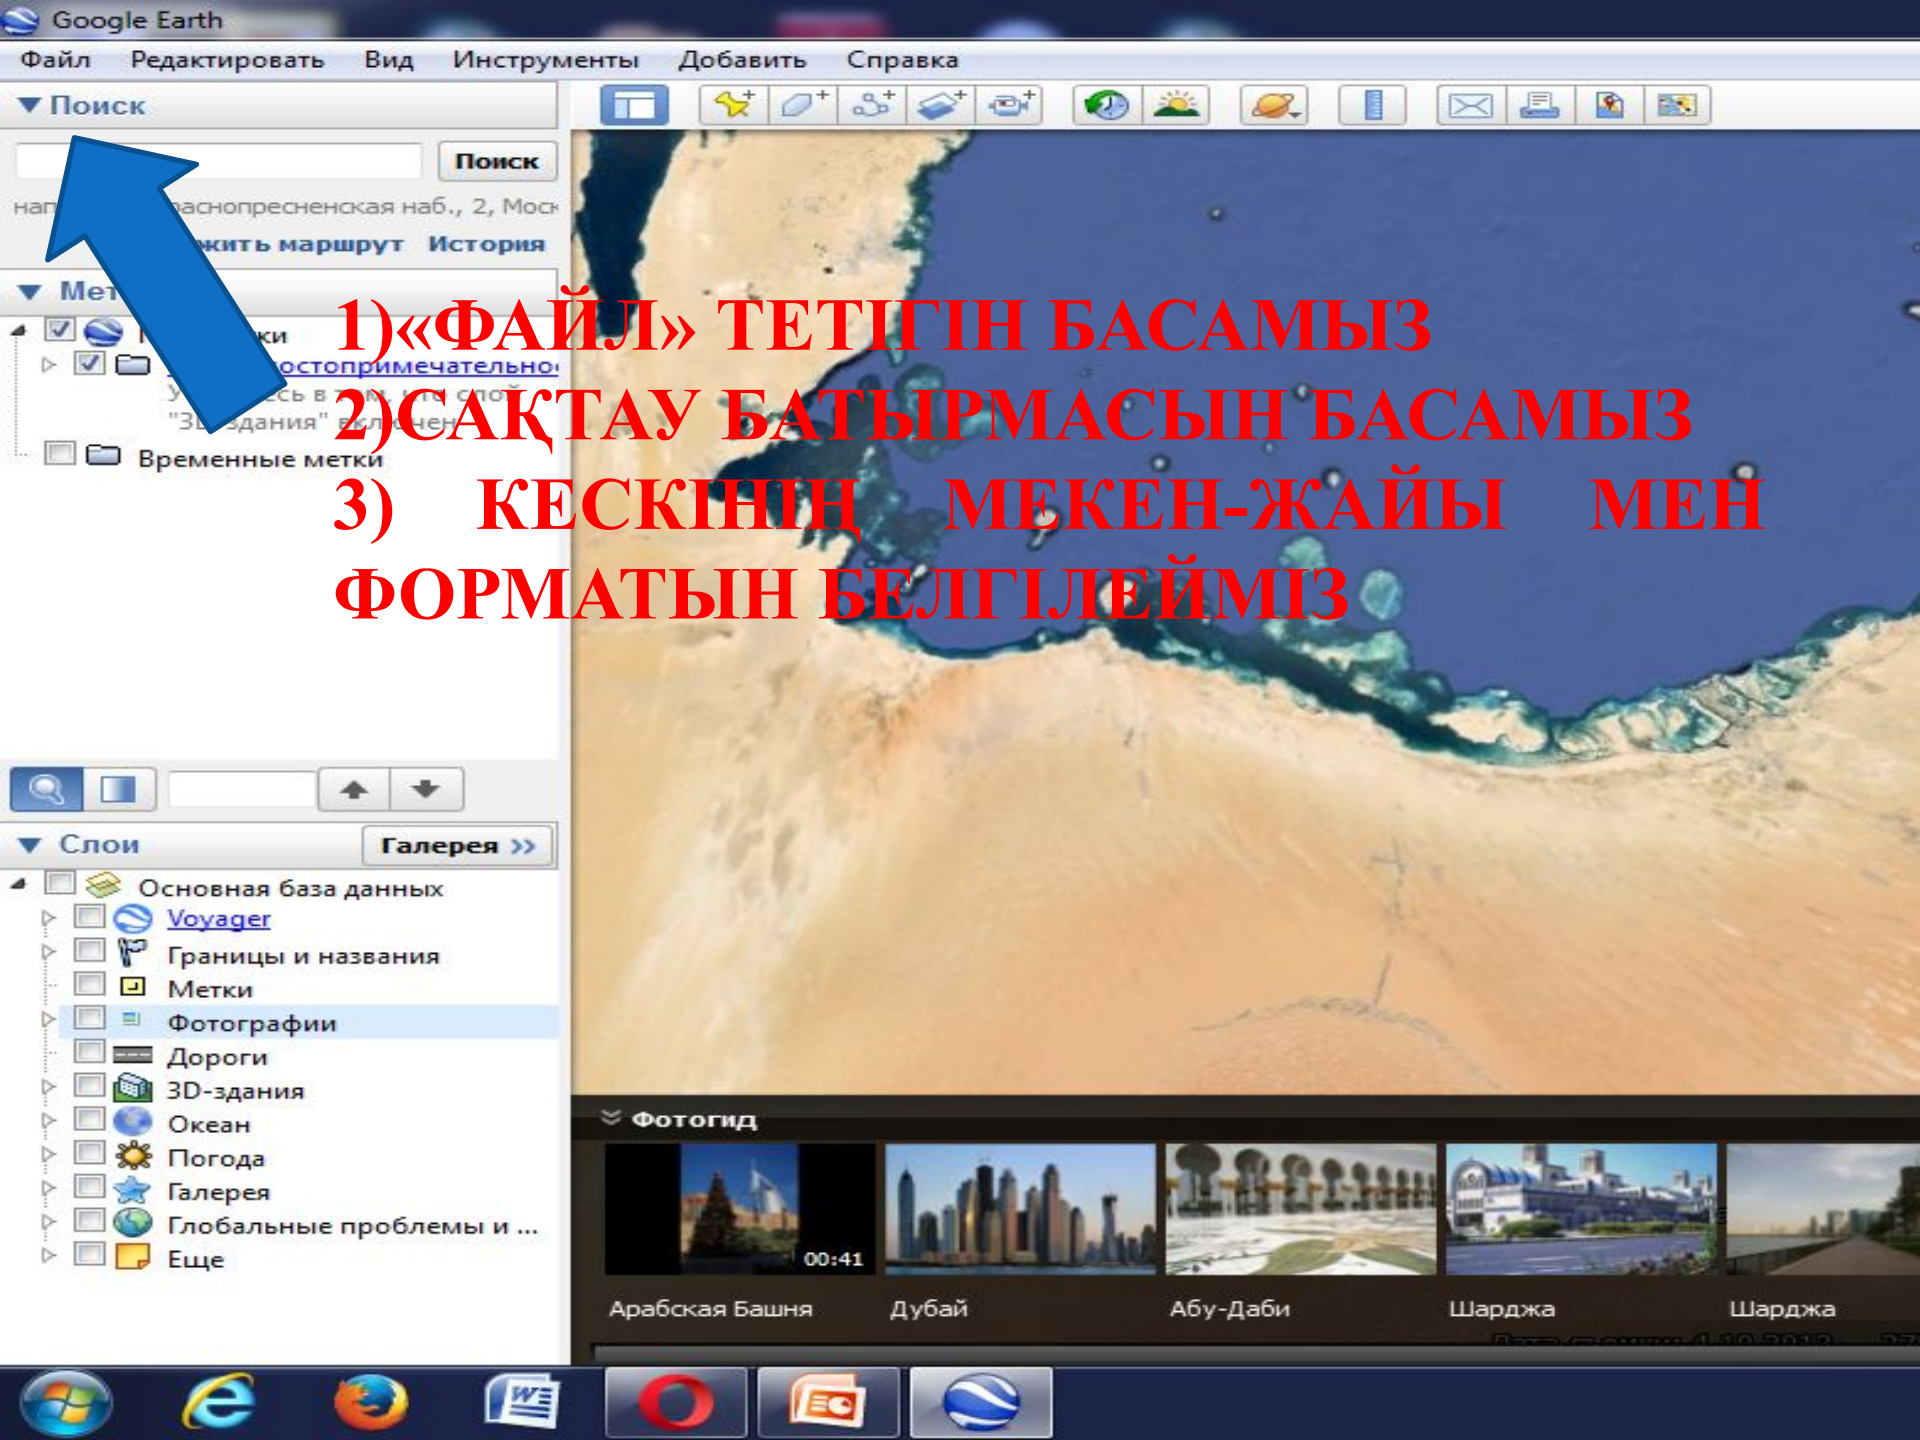 Google Earth
Файл Редактировать Вид Инструменты Добавить Справка
Поиск
Поиск
2, Моск
маршрут История
1)«ФАЙЛ» ТЕТІГІН БАСАМЫЗ
2)САҚТАУ БАТЫРМАСЫН БАСАМЫЗ
3) КЕСКІНІҢ МЕКЕН-ЖАЙЫ МЕН
ФОРМАТЫН БЕЛГІЛЕЙМІЗ
Временные метки
Слои
Галерея »
Основная база данных
Voyager
Границы и названия
Метки
Фотографии
Дороги
3D-здания
Океан
Погода
Галерея
Глобальные проблемы и ...
Еще
Фотогид
00:41
Арабская Башня Дубай Абу-Даби Шарджа Шарджа